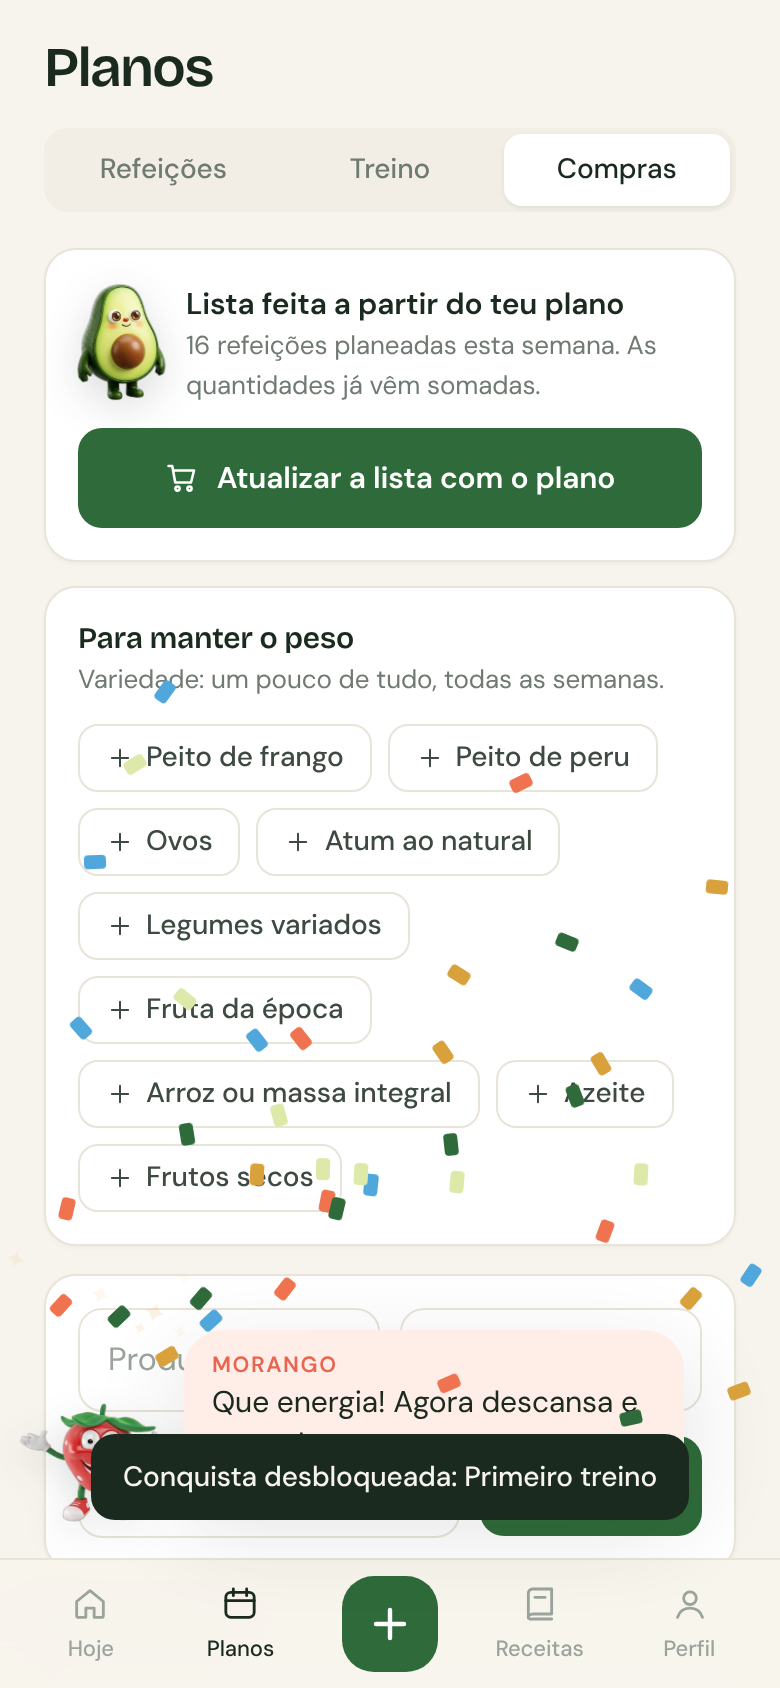 Planos
Refeições
Treino
Compras
Lista feita a partir do teu plano
16 refeições planeadas esta semana. As
quantidades já vêm somadas.
Atualizar a lista com o plano
Para manter o peso
Variedade: um pouco de tudo, todas as semanas.
Peito de frango
Peito de peru
Ovos
Atum ao natural
Legumes variados
Fruta da época
Arroz ou massa integral
Azeite
Frutos secos
MORANGO
Que energia! Agora descansa e
Conquista desbloqueada: Primeiro treino
Hoje
Planos
Receitas
Perfil